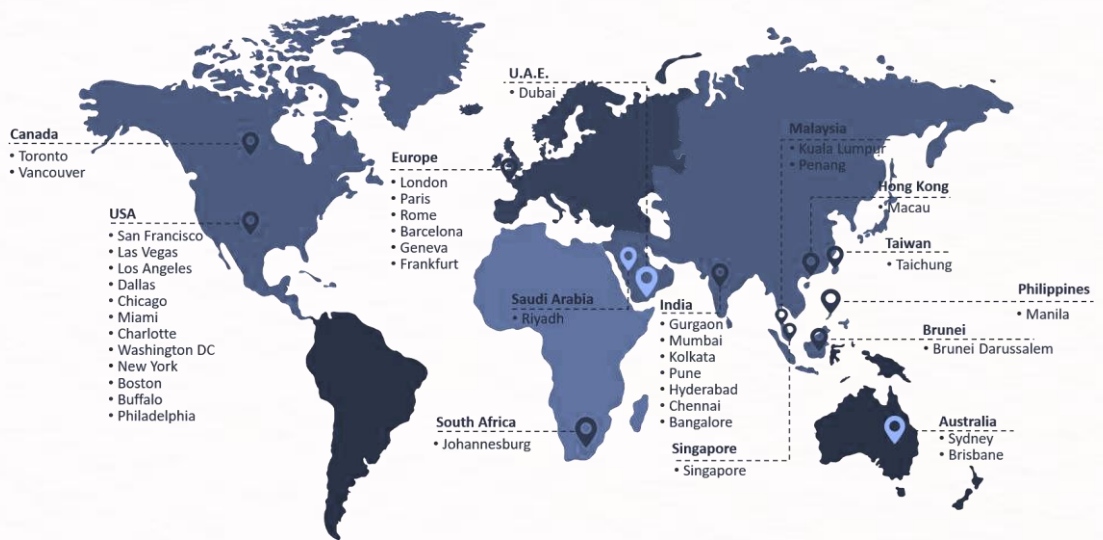 Canada
• Toronto
• Vancouver
USA
• San Francisco
• Las Vegas
• Los Angeles
• Dallas
• Chicago
• Miami
• Charlotte
• Washington DC
• New York
• Boston
• Buffalo
• Philadelphia
Europe
• London
• Paris
• Rome
• Barcelona
• Geneva
• Frankfurt
U.A.E.
• Dubai
Saudi Arabia
• Riyadh
South Africa
• Johannesburg
India
• Gurgaon
• Mumbai
• Kolkata
• Pune
• Hyderabad
• Chennai
• Bangalore
Singapore
• Singapore
Malaysia
• Kuala Lumpur
• Penang
Hong Kong
• Macau
Taiwan
• Taichung
Philippines
• Manila
Brunei
• Brunei Darussalem
Australia
• Sydney
• Brisbane